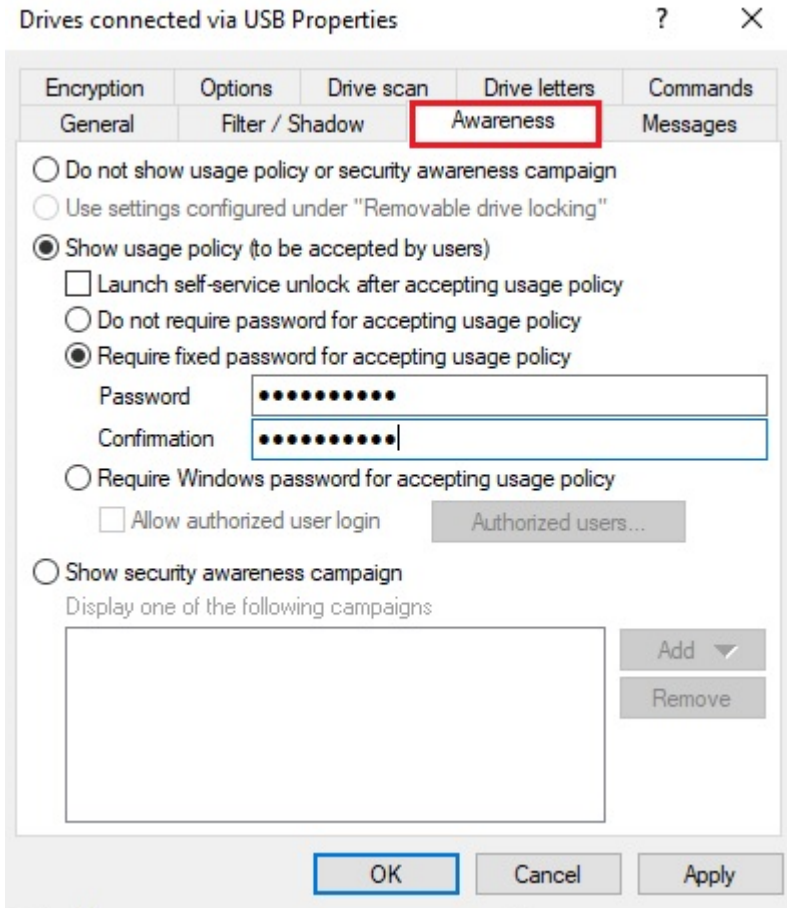 Drives connected via USB Properties ? ×
Encryption Options Drive scan Drive letters Commands
General Filter / Shadow Awareness Messages
Do not show usage policy or security awareness campaign
Use settings configured under "Removable drive locking"
Show usage policy (to be accepted by users)
Launch self-service unlock after accepting usage policy
Do not require password for accepting usage policy
Require fixed password for accepting usage policy
Password ●●●●●●●●●●
Confirmation ●●●●●●●●●●
Require Windows password for accepting usage policy
Allow authorized user login Authorized users...
Show security awareness campaign
Display one of the following campaigns
Add
Remove
OK Cancel Apply